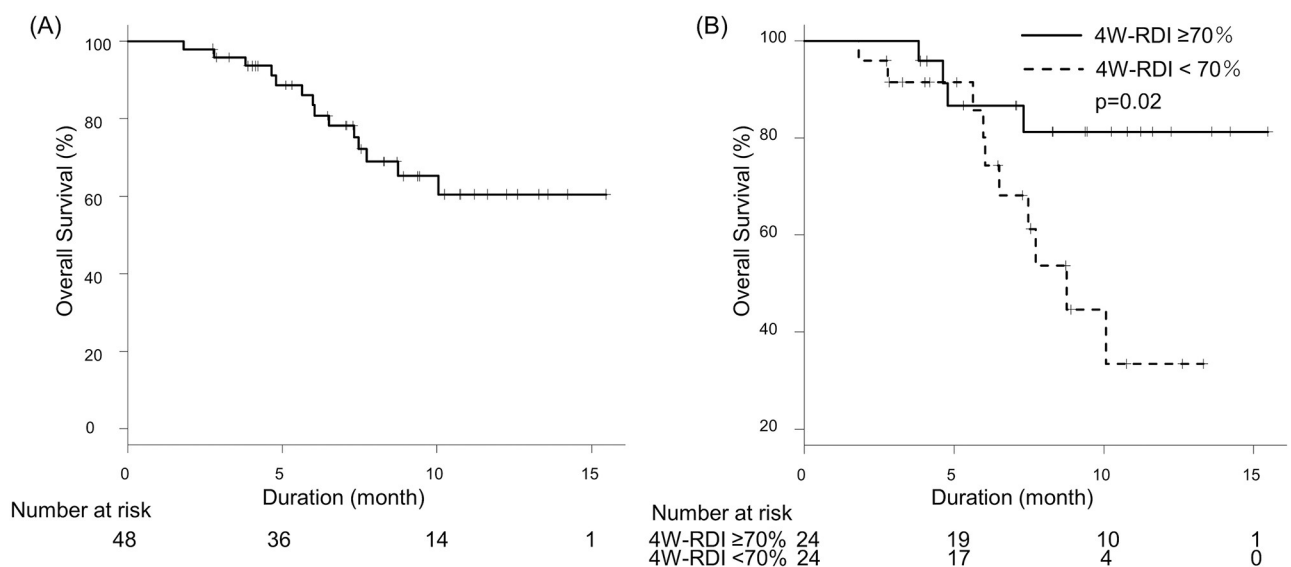 (A)
Overall Survival (%)
100
80
60
40
20
0
0 5 10 15
Duration (month)
Number at risk
48 36 14 1
(B)
4W-RDI ≥70%
4W-RDI < 70%
p=0.02
Overall Survival (%)
100
80
60
40
20
0 5 10 15
Duration (month)
Number at risk
4W-RDI ≥70% 24 19 10 1
4W-RDI <70% 24 17 4 0